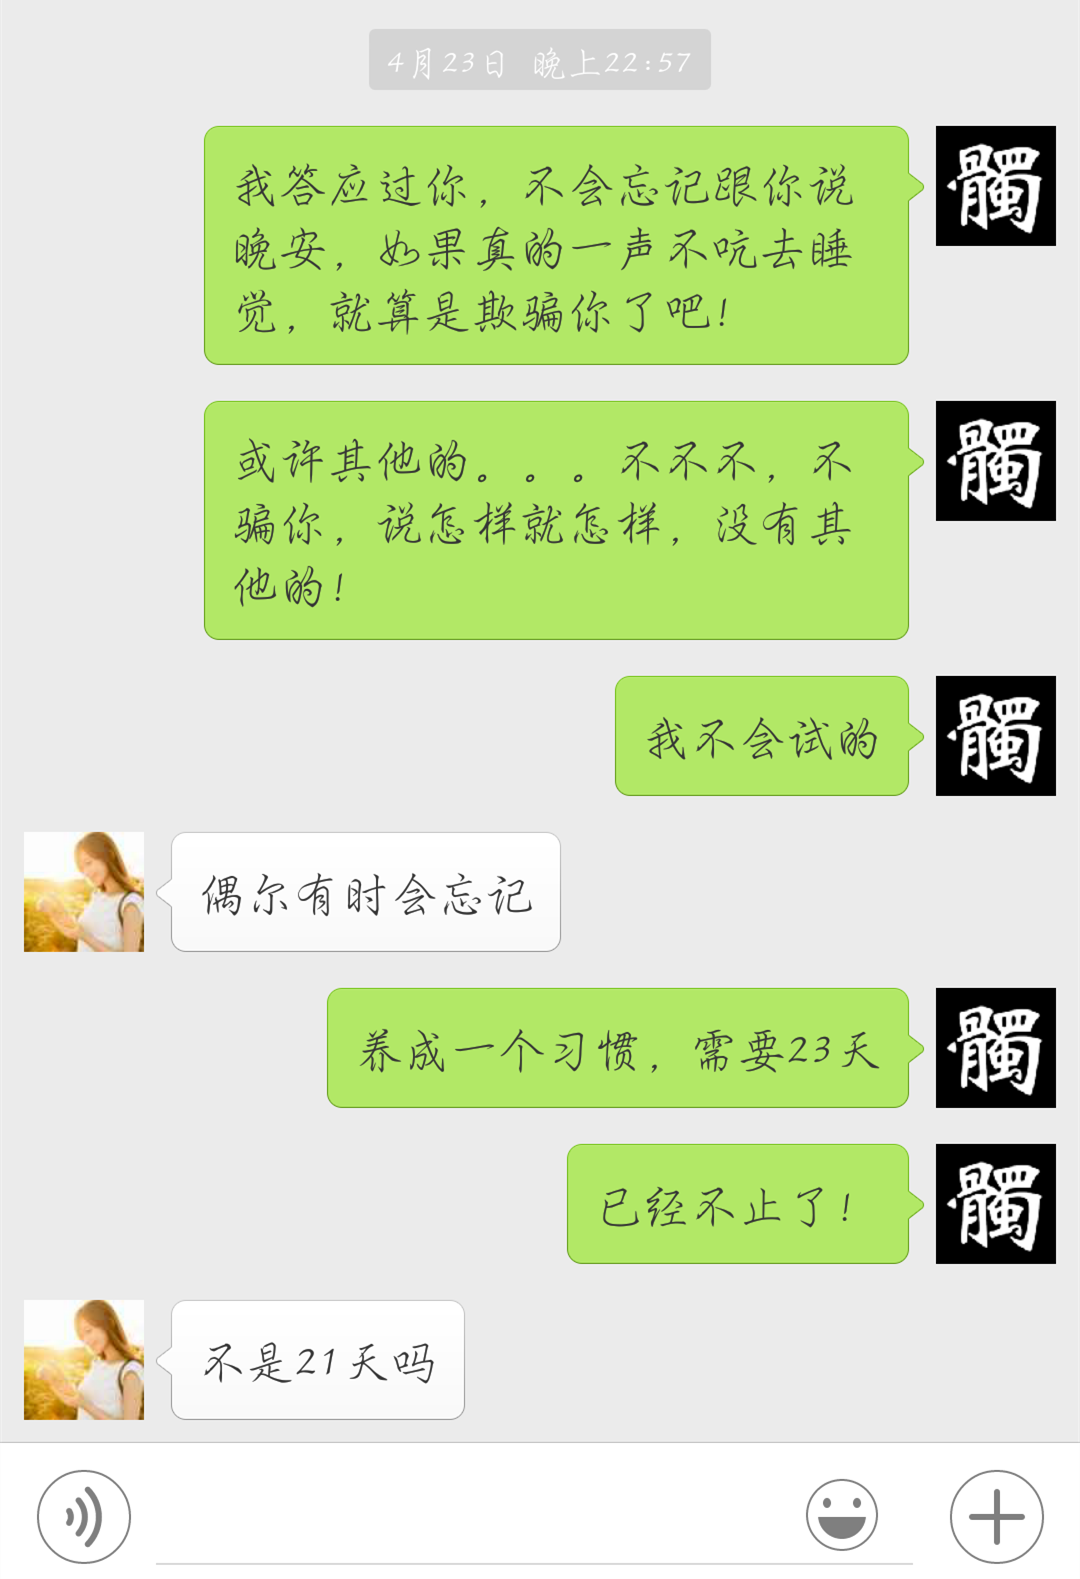 4月23日 晚上22:57
我答应过你，不会忘记跟你说
晚安，如果真的一声不吭去睡
觉，就算是欺骗你了吧！
髑
或许其他的。。。不不不，不
骗你，说怎样就怎样，没有其
他的！
髑
我不会试的
髑
偶尔有时会忘记
养成一个习惯，需要23天
髑
已经不止了！
髑
不是21天吗